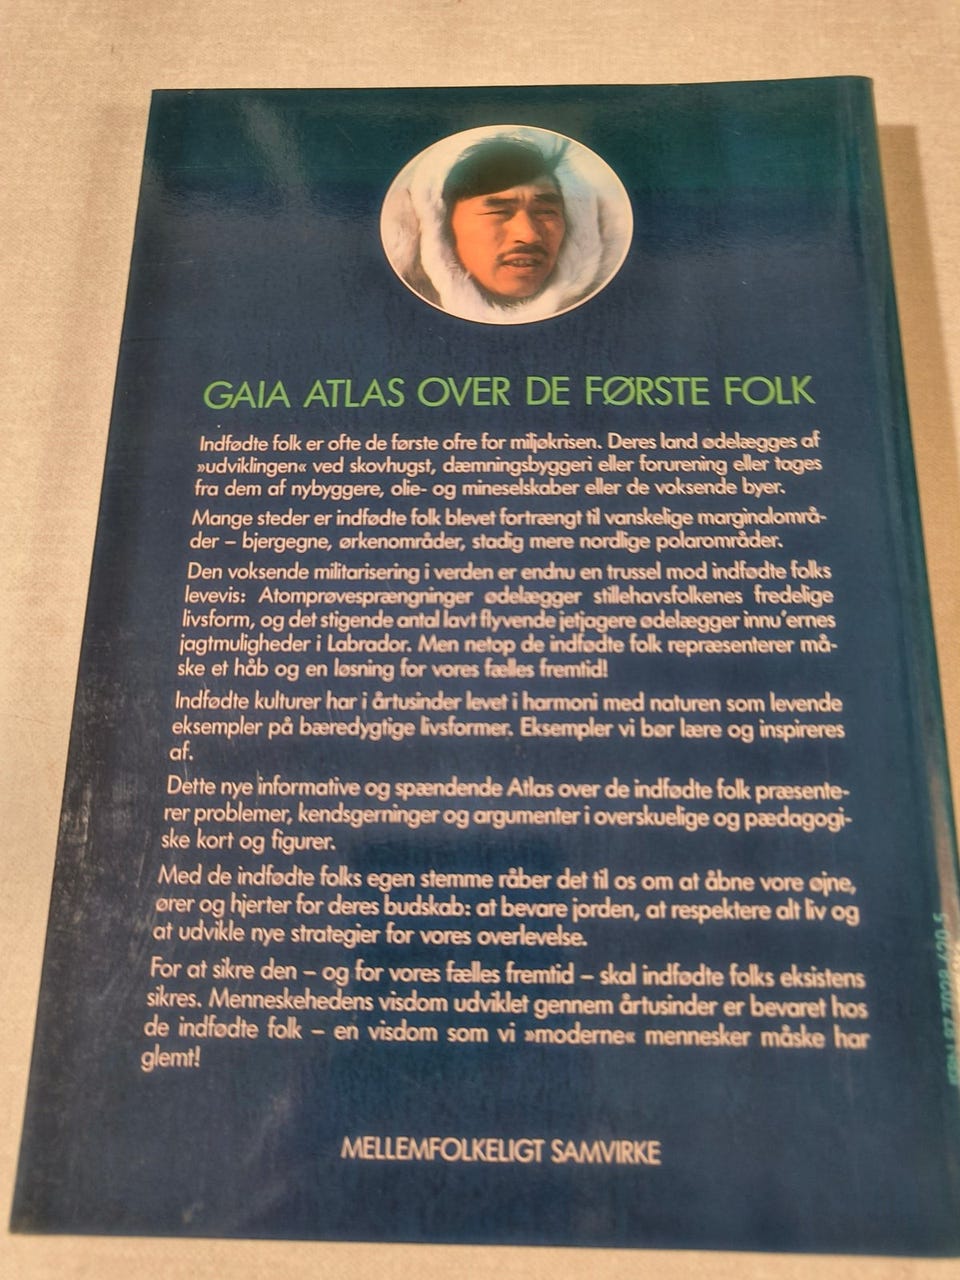 GAIA ATLAS OVER DE FØRSTE FOLK
Indfødte folk er ofte de første ofre for miljøkrisen. Deres land ødelægges af
»udviklingen« ved skovhugst, dæmningsbyggeri eller forurening eller tages
fra dem af nybyggere, olie- og mineselskaber eller de voksende byer.
Mange steder er indfødte folk blevet fortrængt til vanskelige marginalområ-
der – bjergegne, ørkenområder, stadig mere nordlige polarområder.
Den voksende militarisering i verden er endnu en trussel mod indfødte folks
levevis: Atomprøvesprængninger ødelægger stillehavsfolkenes fredelige
livsform, og det stigende antal lavt flyvende jetjagere ødelægger innu'ernes
jagtmuligheder i Labrador. Men netop de indfødte folk repræsenterer må-
ske et håb og en løsning for vores fælles fremtid!
Indfødte kulturer har i årtusinder levet i harmoni med naturen som levende
eksempler på bæredygtige livsformer. Eksempler vi bør lære og inspireres
af.
Dette nye informative og spændende Atlas over de indfødte folk præsente-
rer problemer, kendsgerninger og argumenter i overskuelige og pædagogi-
ske kort og figurer.
Med de indfødte folks egen stemme råber det til os om at åbne vore øjne,
ører og hjerter for deres budskab: at bevare jorden, at respektere alt liv og
at udvikle nye strategier for vores overlevelse.
For at sikre den – og for vores fælles fremtid – skal indfødte folks eksistens
sikres. Menneskehedens visdom udviklet gennem årtusinder er bevaret hos
de indfødte folk – en visdom som vi »moderne« mennesker måske har
glemt!
MELLEMFOLKELIGT SAMVIRKE
ISBN 87 7028 620 5